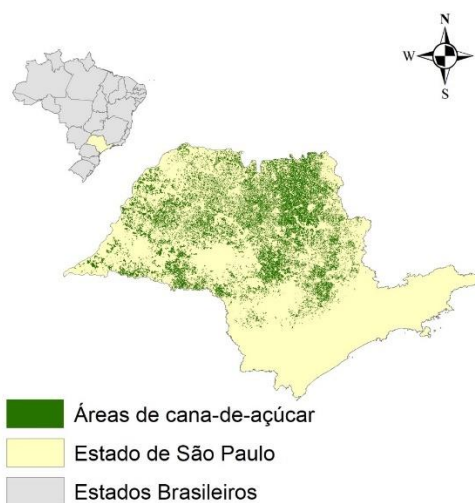 N
W
S
Áreas de cana-de-açúcar
Estado de São Paulo
Estados Brasileiros